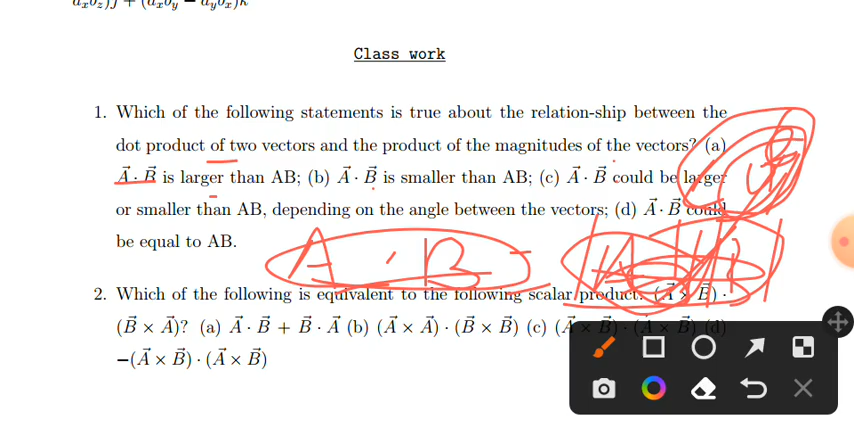 Class work
1. Which of the following statements is true about the relation-ship between the
dot product of two vectors and the product of the magnitudes of the vectors? (a)
A⃗ · B⃗ is larger than AB; (b) A⃗ · B⃗ is smaller than AB; (c) A⃗ · B⃗ could be larger
or smaller than AB, depending on the angle between the vectors; (d) A⃗ · B⃗ could
be equal to AB.
A · B
2. Which of the following is equivalent to the following scalar product: (A⃗ × B⃗) ·
(B⃗ × A⃗)? (a) A⃗ · B⃗ + B⃗ · A⃗ (b) (A⃗ × A⃗) · (B⃗ × B⃗) (c) (A⃗ × B⃗) · (A⃗ × B⃗) (d)
−(A⃗ × B⃗) · (A⃗ × B⃗)